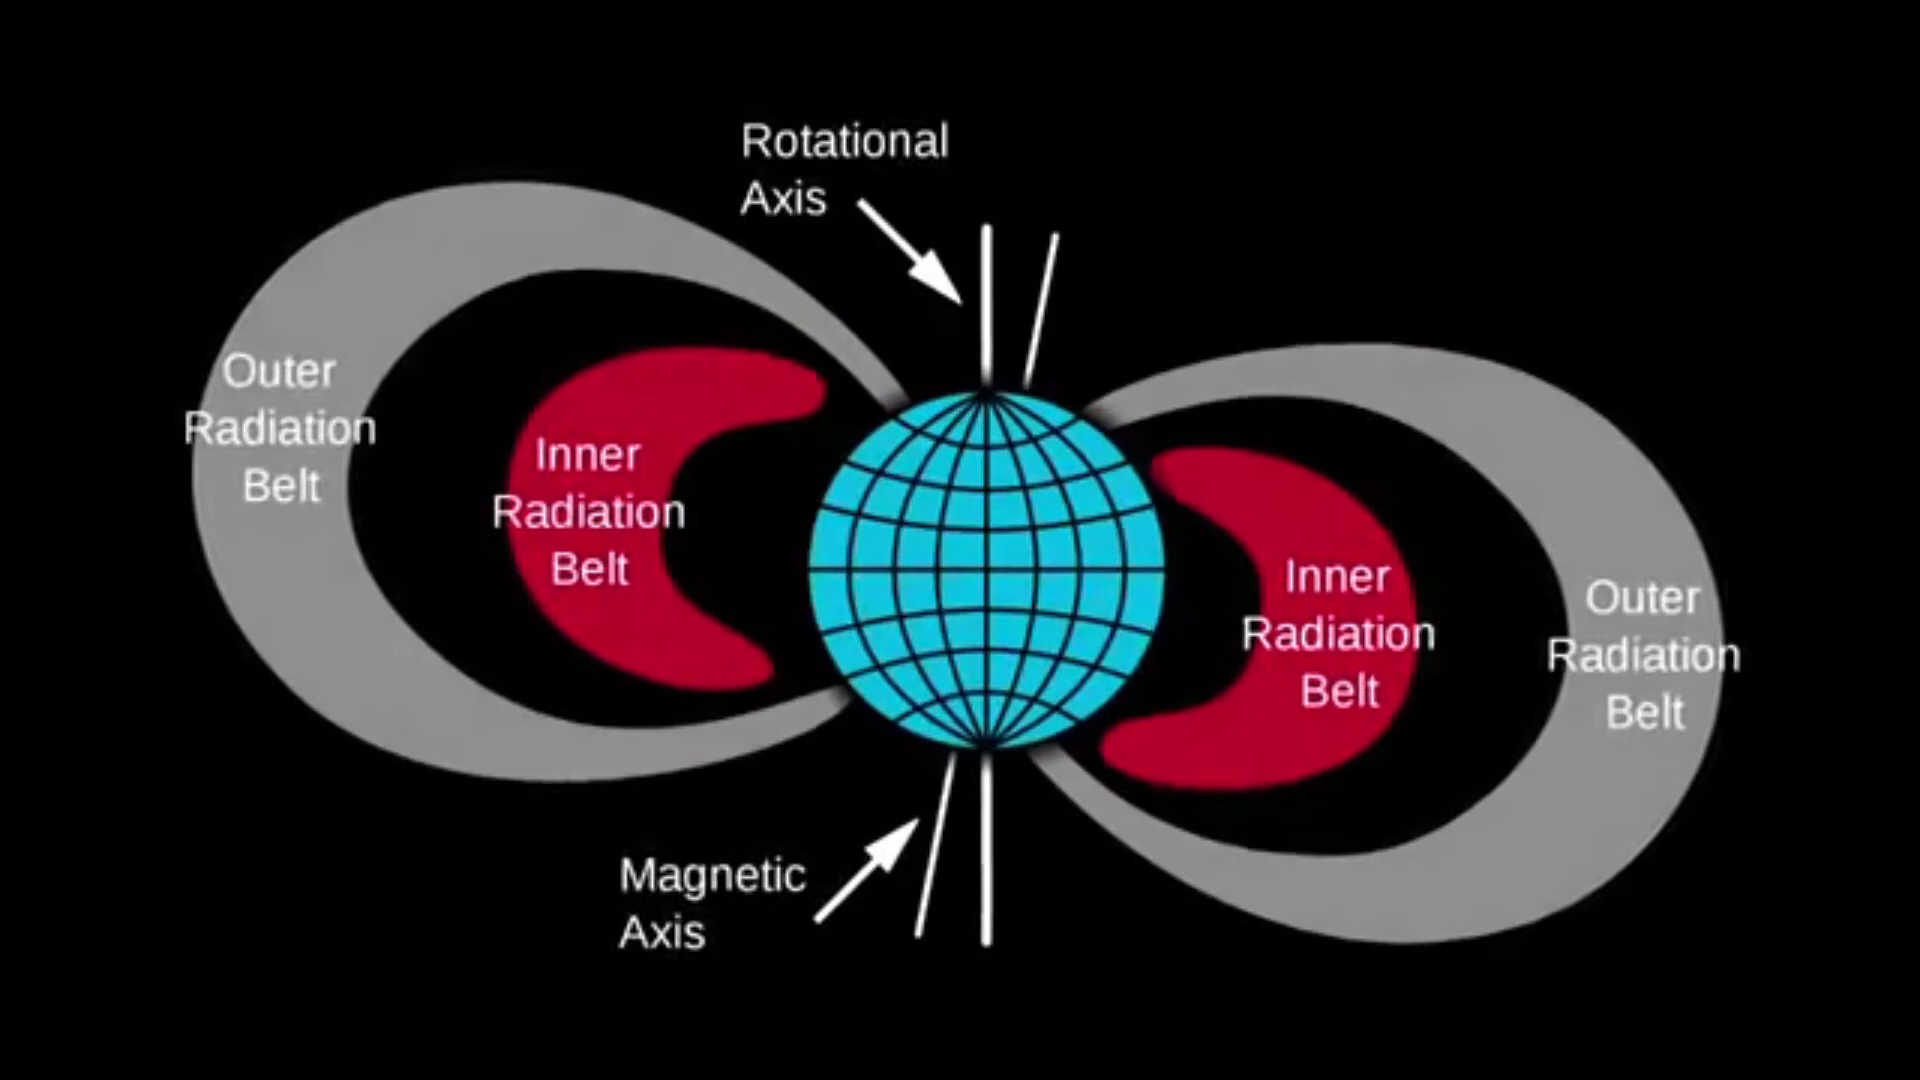 Rotational
Axis
Outer
Radiation
Belt
Inner
Radiation
Belt
Inner
Radiation
Belt
Outer
Radiation
Belt
Magnetic
Axis